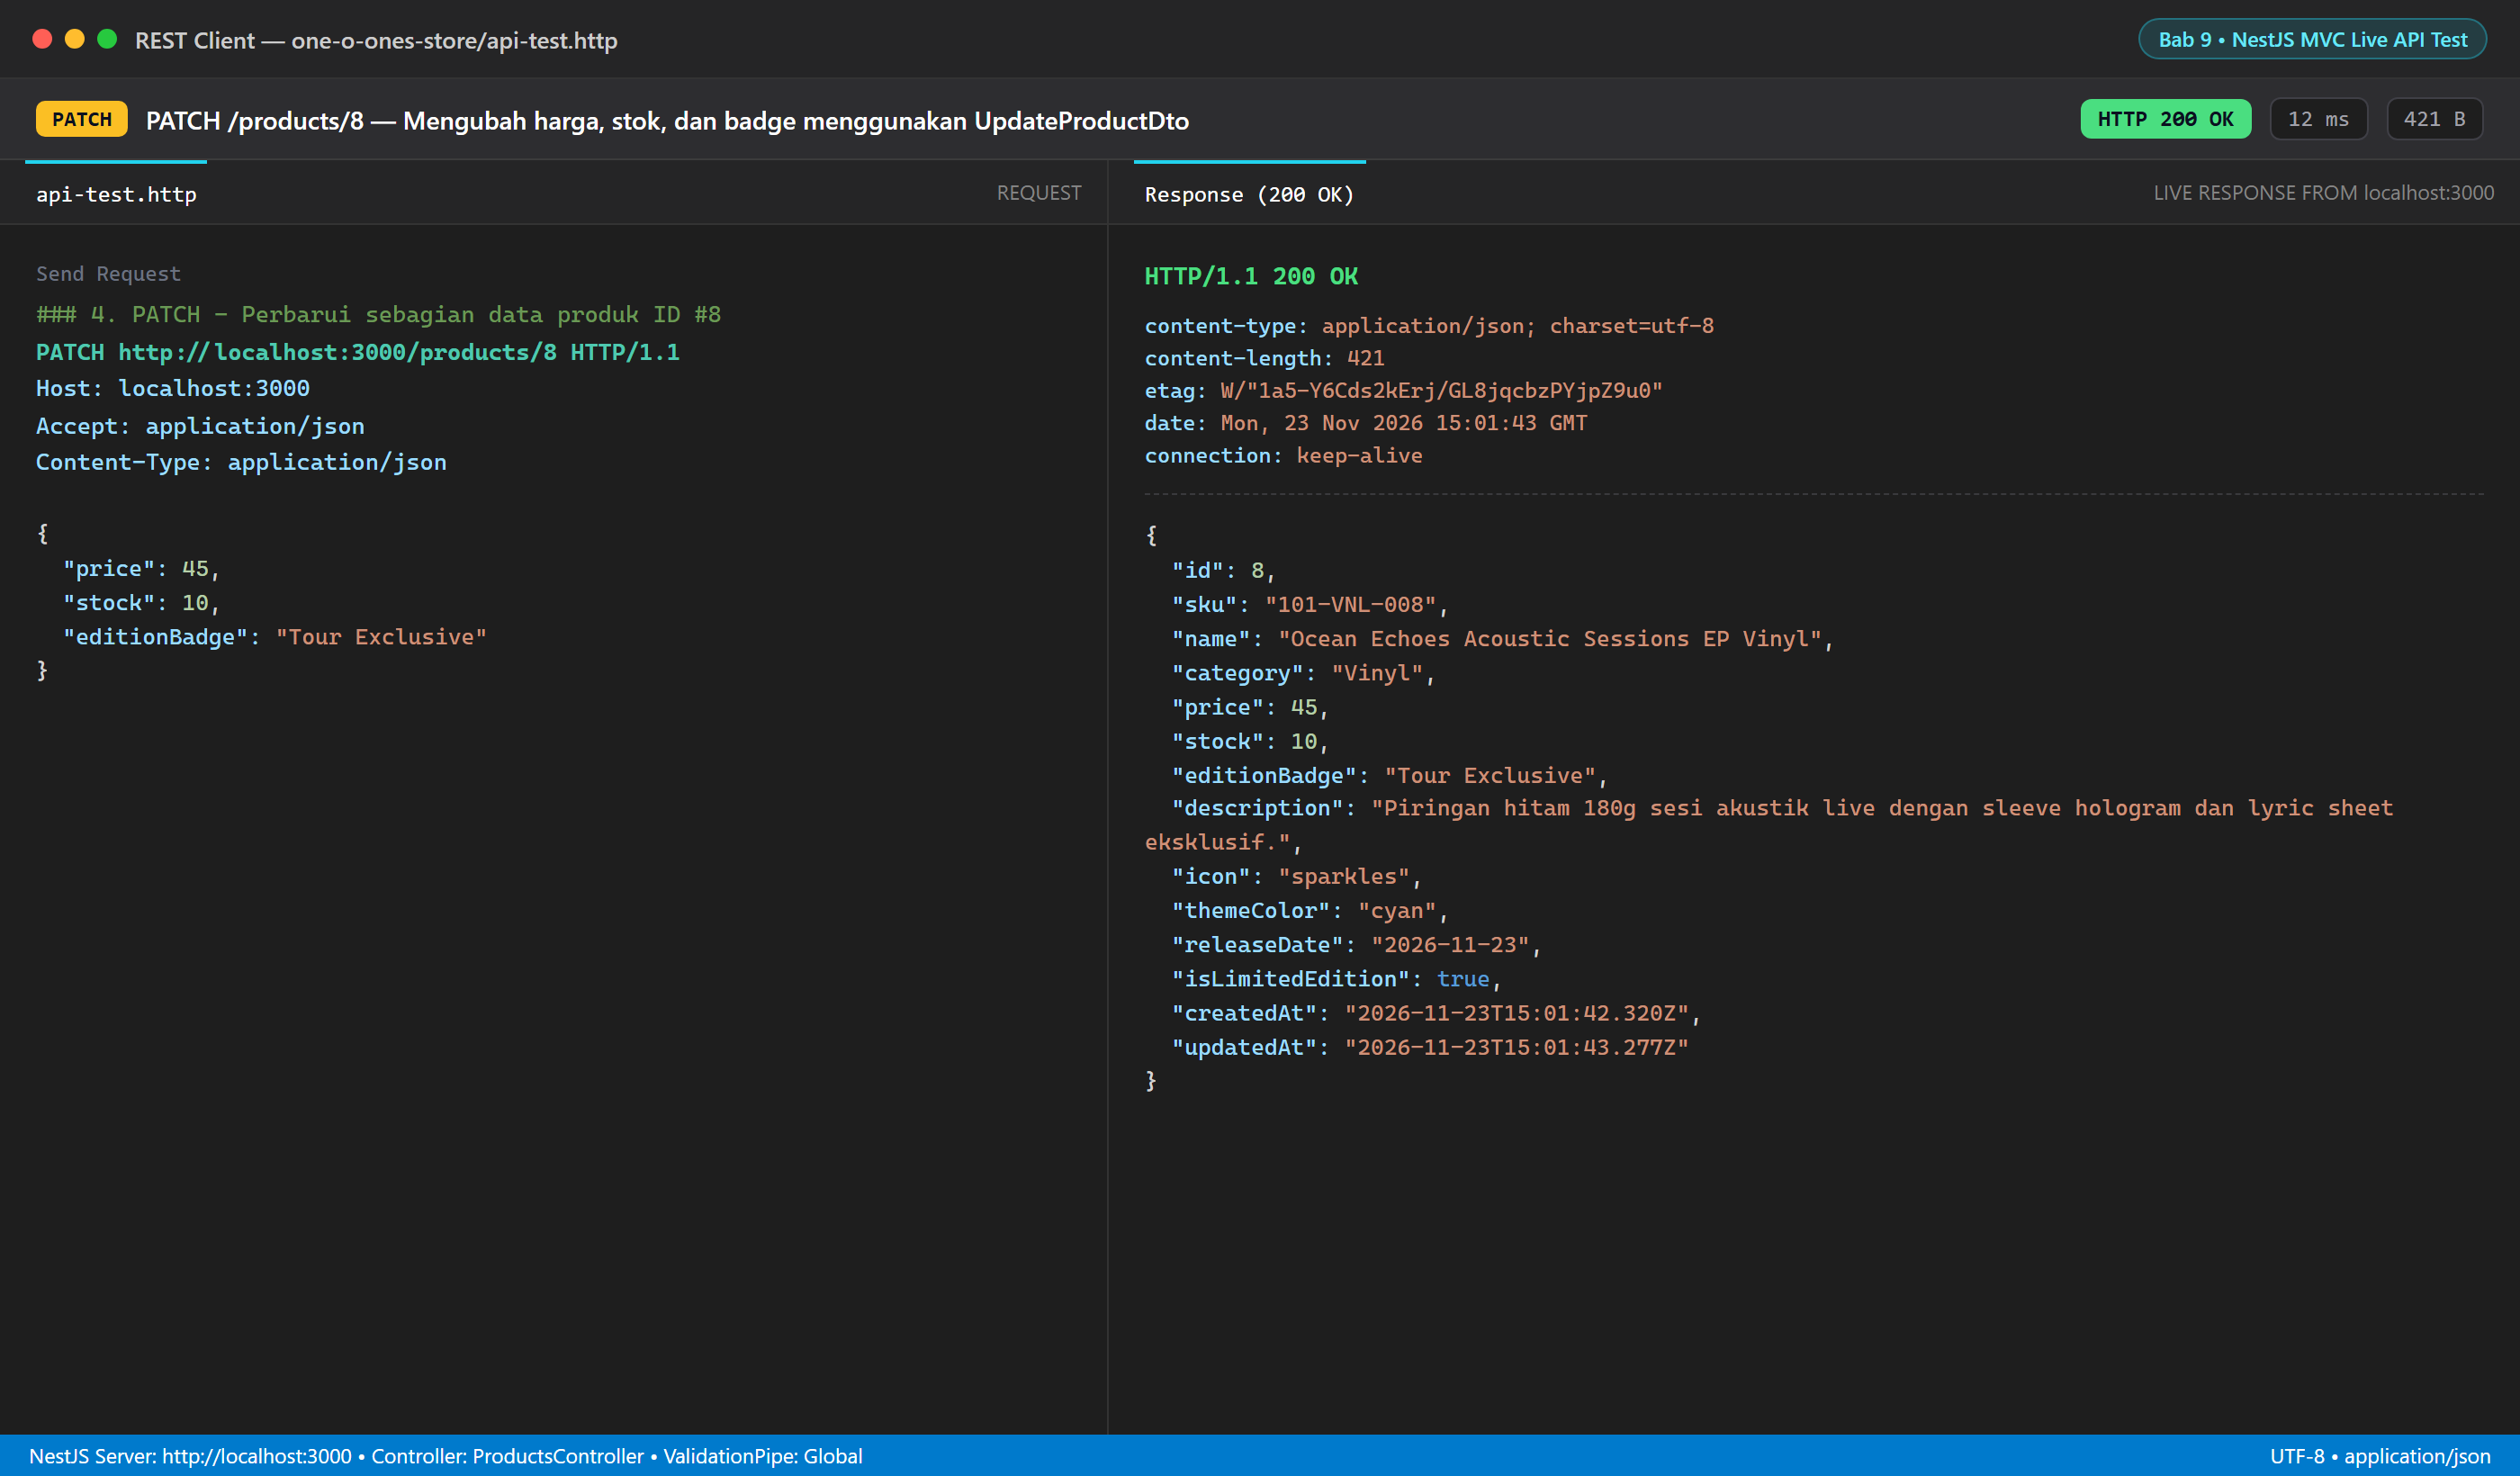 REST Client — one-o-ones-store/api-test.http
Bab 9 • NestJS MVC Live API Test
PATCH
PATCH /products/8 — Mengubah harga, stok, dan badge menggunakan UpdateProductDto
HTTP 200 OK
12 ms
421 B
api-test.http
REQUEST
Send Request
### 4. PATCH - Perbarui sebagian data produk ID #8
PATCH http://localhost:3000/products/8 HTTP/1.1
Host: localhost:3000
Accept: application/json
Content-Type: application/json
{
  "price": 45,
  "stock": 10,
  "editionBadge": "Tour Exclusive"
}
Response (200 OK)
LIVE RESPONSE FROM localhost:3000
HTTP/1.1 200 OK
content-type: application/json; charset=utf-8
content-length: 421
etag: W/"1a5-Y6Cds2kErj/GL8jqcbzPYjpZ9u0"
date: Mon, 23 Nov 2026 15:01:43 GMT
connection: keep-alive
{
  "id": 8,
  "sku": "101-VNL-008",
  "name": "Ocean Echoes Acoustic Sessions EP Vinyl",
  "category": "Vinyl",
  "price": 45,
  "stock": 10,
  "editionBadge": "Tour Exclusive",
  "description": "Piringan hitam 180g sesi akustik live dengan sleeve hologram dan lyric sheet
eksklusif.",
  "icon": "sparkles",
  "themeColor": "cyan",
  "releaseDate": "2026-11-23",
  "isLimitedEdition": true,
  "createdAt": "2026-11-23T15:01:42.320Z",
  "updatedAt": "2026-11-23T15:01:43.277Z"
}
NestJS Server: http://localhost:3000 • Controller: ProductsController • ValidationPipe: Global
UTF-8 • application/json